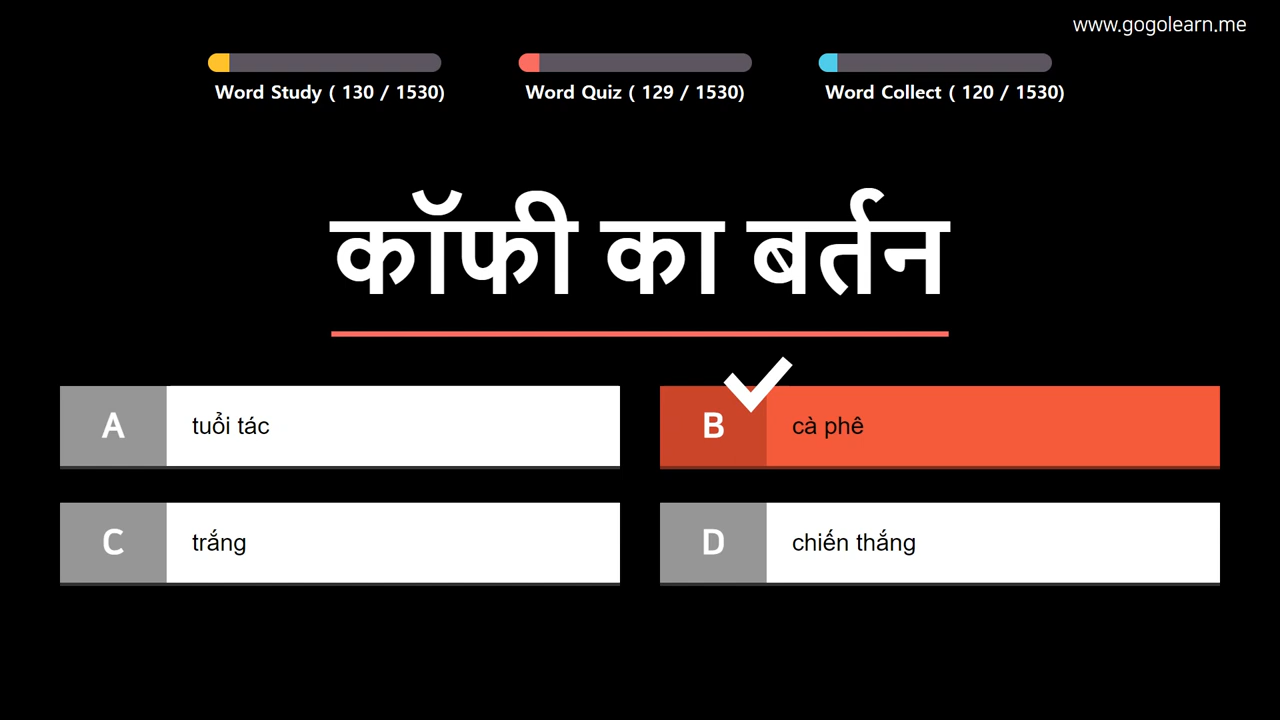 www.gogolearn.me
Word Study ( 130 / 1530)
Word Quiz ( 129 / 1530)
Word Collect ( 120 / 1530)
कॉफी का बर्तन
A
tuổi tác
B
cà phê
C
trắng
D
chiến thắng